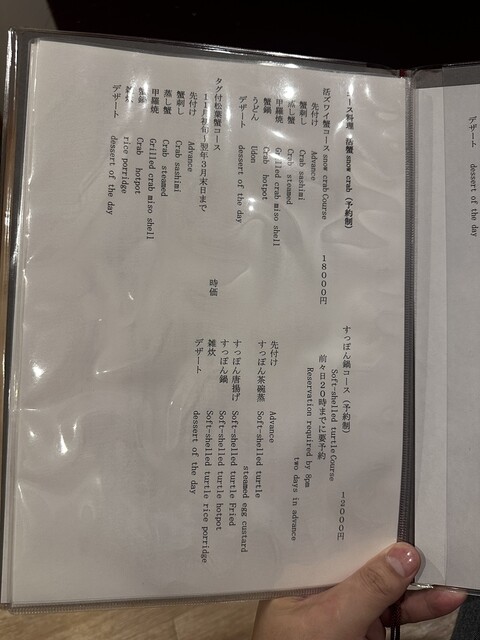 コース料理 活蟹 snow crab (予約制)
活ズワイ蟹コース snow crab Course 18000円
先付け Advance
蟹刺し Crab sashimi
蒸し蟹 Crab steamed
甲羅焼 Grilled crab miso shell
蟹鍋 Crab hotpot
うどん Udon
デザート dessert of the day
タグ付松葉蟹コース 時価
11月初旬~翌年3月末日まで
先付け Advance
蟹刺し Crab sashimi
蒸し蟹 Crab steamed
甲羅焼 Grilled crab miso shell
蟹鍋 Crab hotpot
雑炊 rice porridge
デザート dessert of the day
すっぽん鍋コース (予約制)
Soft-shelled turtle Course 12000円
前々日20時までに要予約
Reservation required by 8pm
two days in advance
先付け Advance
すっぽん茶碗蒸 Soft-shelled turtle
steamed egg custard
すっぽん唐揚げ Soft-shelled turtle Fried
すっぽん鍋 Soft-shelled turtle hotpot
雑炊 Soft-shelled turtle rice porridge
デザート dessert of the day
デザート dessert of the day